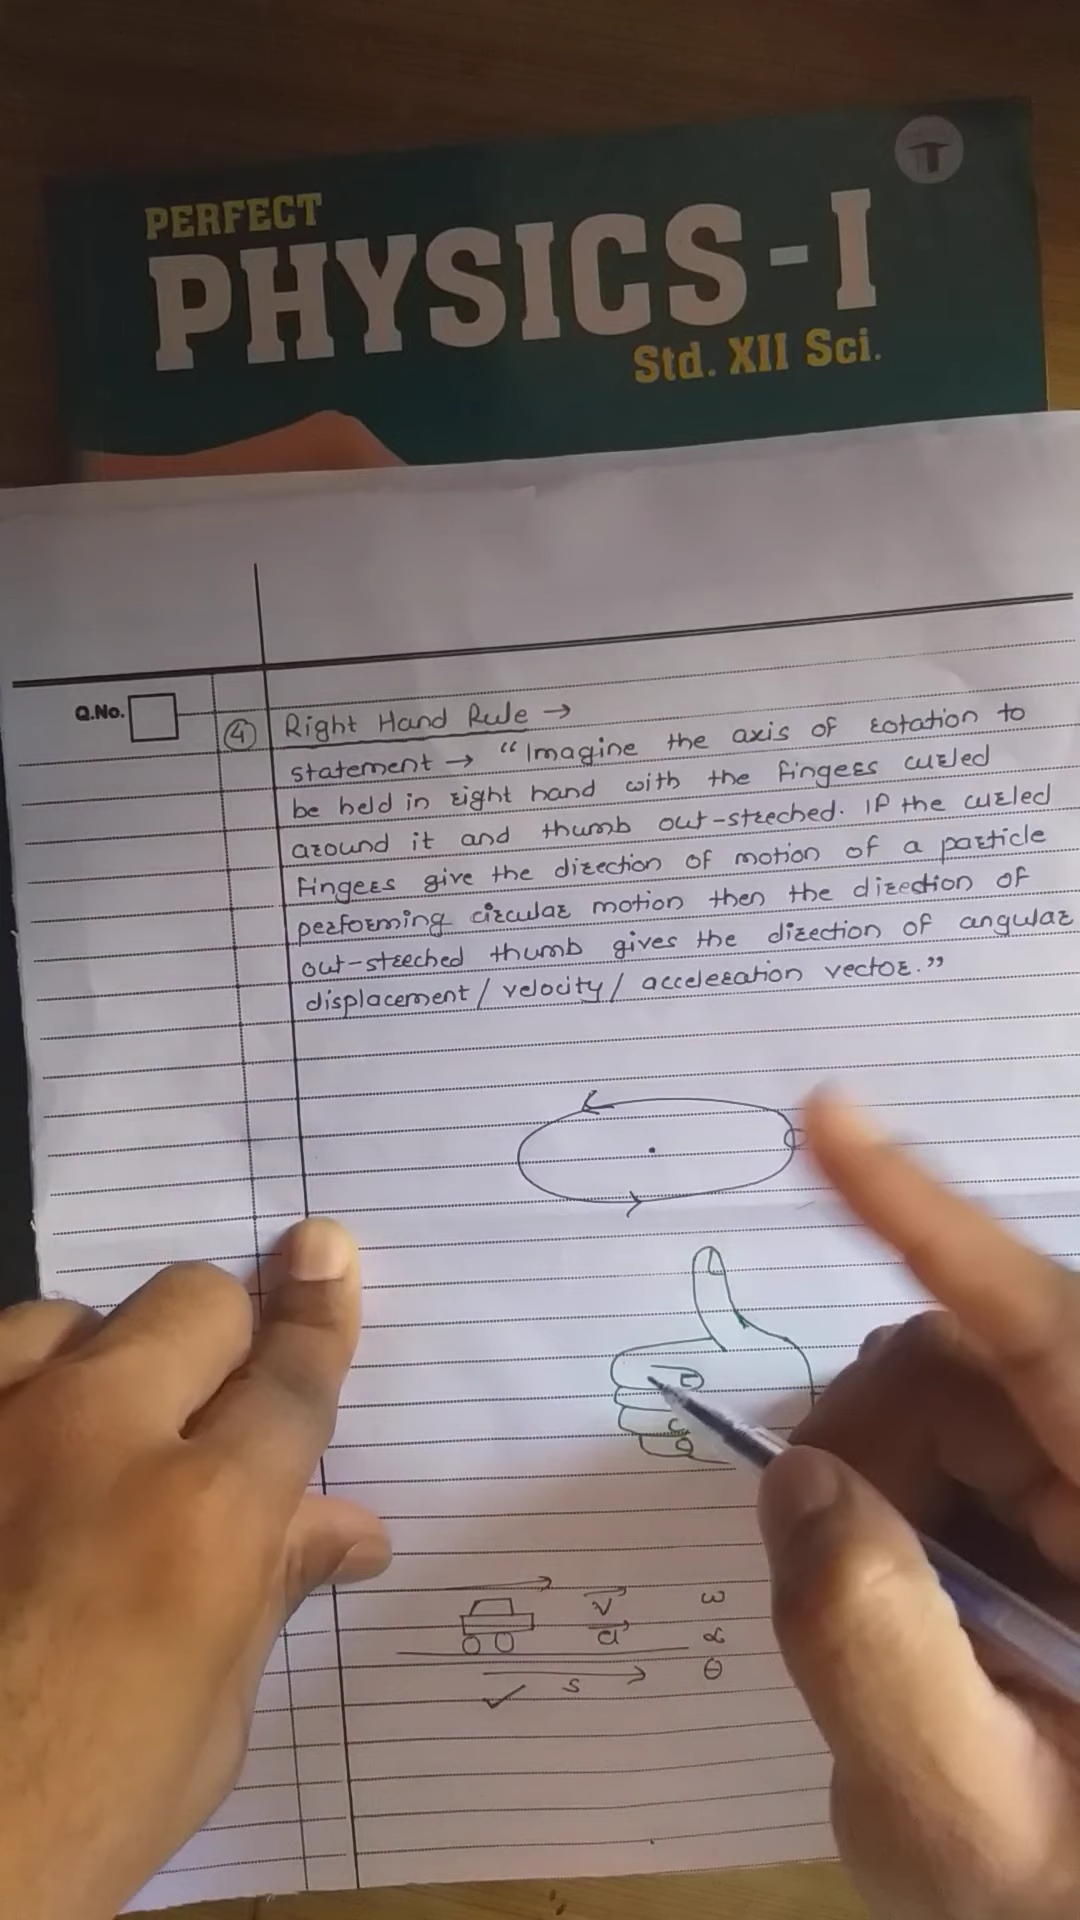 PERFECT
PHYSICS-I
Std. XII Sci.
Q.No.
④ Right Hand Rule →
statement → “Imagine the axis of rotation to
be held in right hand with the fingers curled
around it and thumb out-streched. If the curled
fingers give the direction of motion of a particle
performing circular motion then the direction of
out-streched thumb gives the direction of angular
displacement / velocity / acceleration vector.”
v ω
a α
s θ